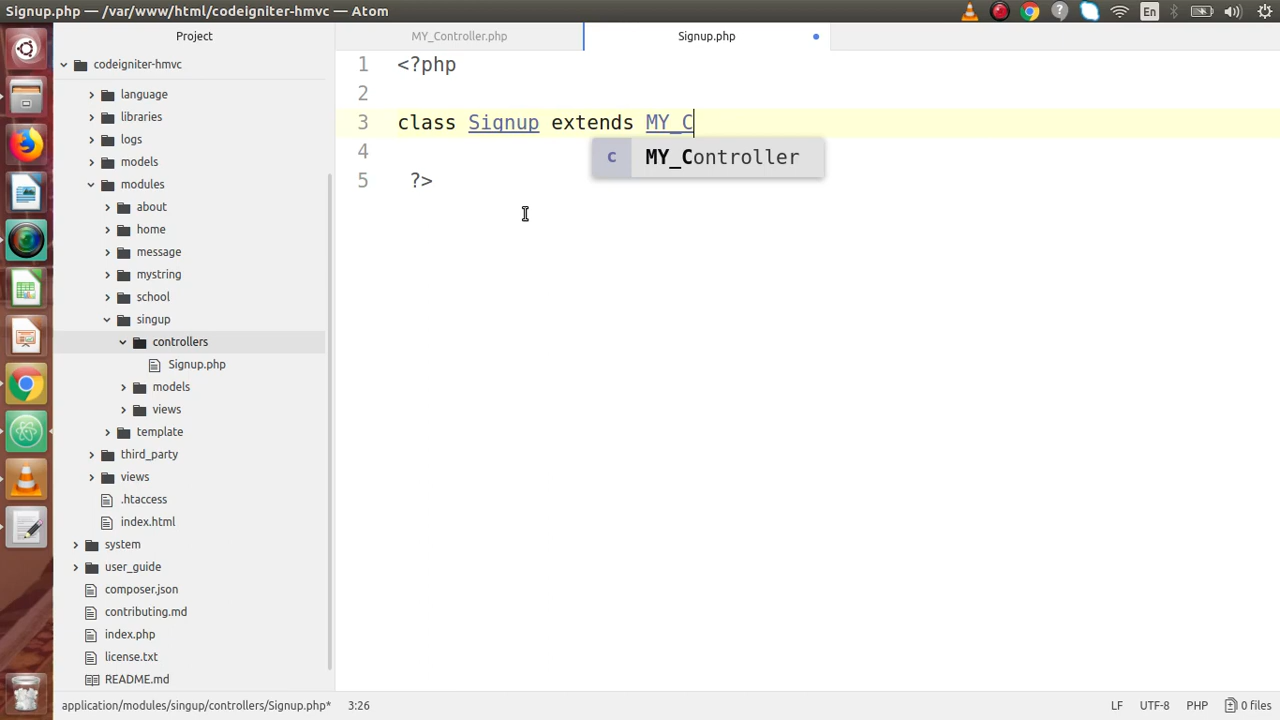 Signup.php — /var/www/html/codeigniter-hmvc — Atom
En
Project
MY_Controller.php
Signup.php
codeigniter-hmvc
language
libraries
logs
models
modules
about
home
message
mystring
school
singup
controllers
Signup.php
models
views
template
third_party
views
.htaccess
index.html
system
user_guide
composer.json
contributing.md
index.php
license.txt
README.md
1 <?php
2
3 class Signup extends MY_C
c MY_Controller
4
5 ?>
application/modules/singup/controllers/Signup.php* 3:26 LF UTF-8 PHP 0 files